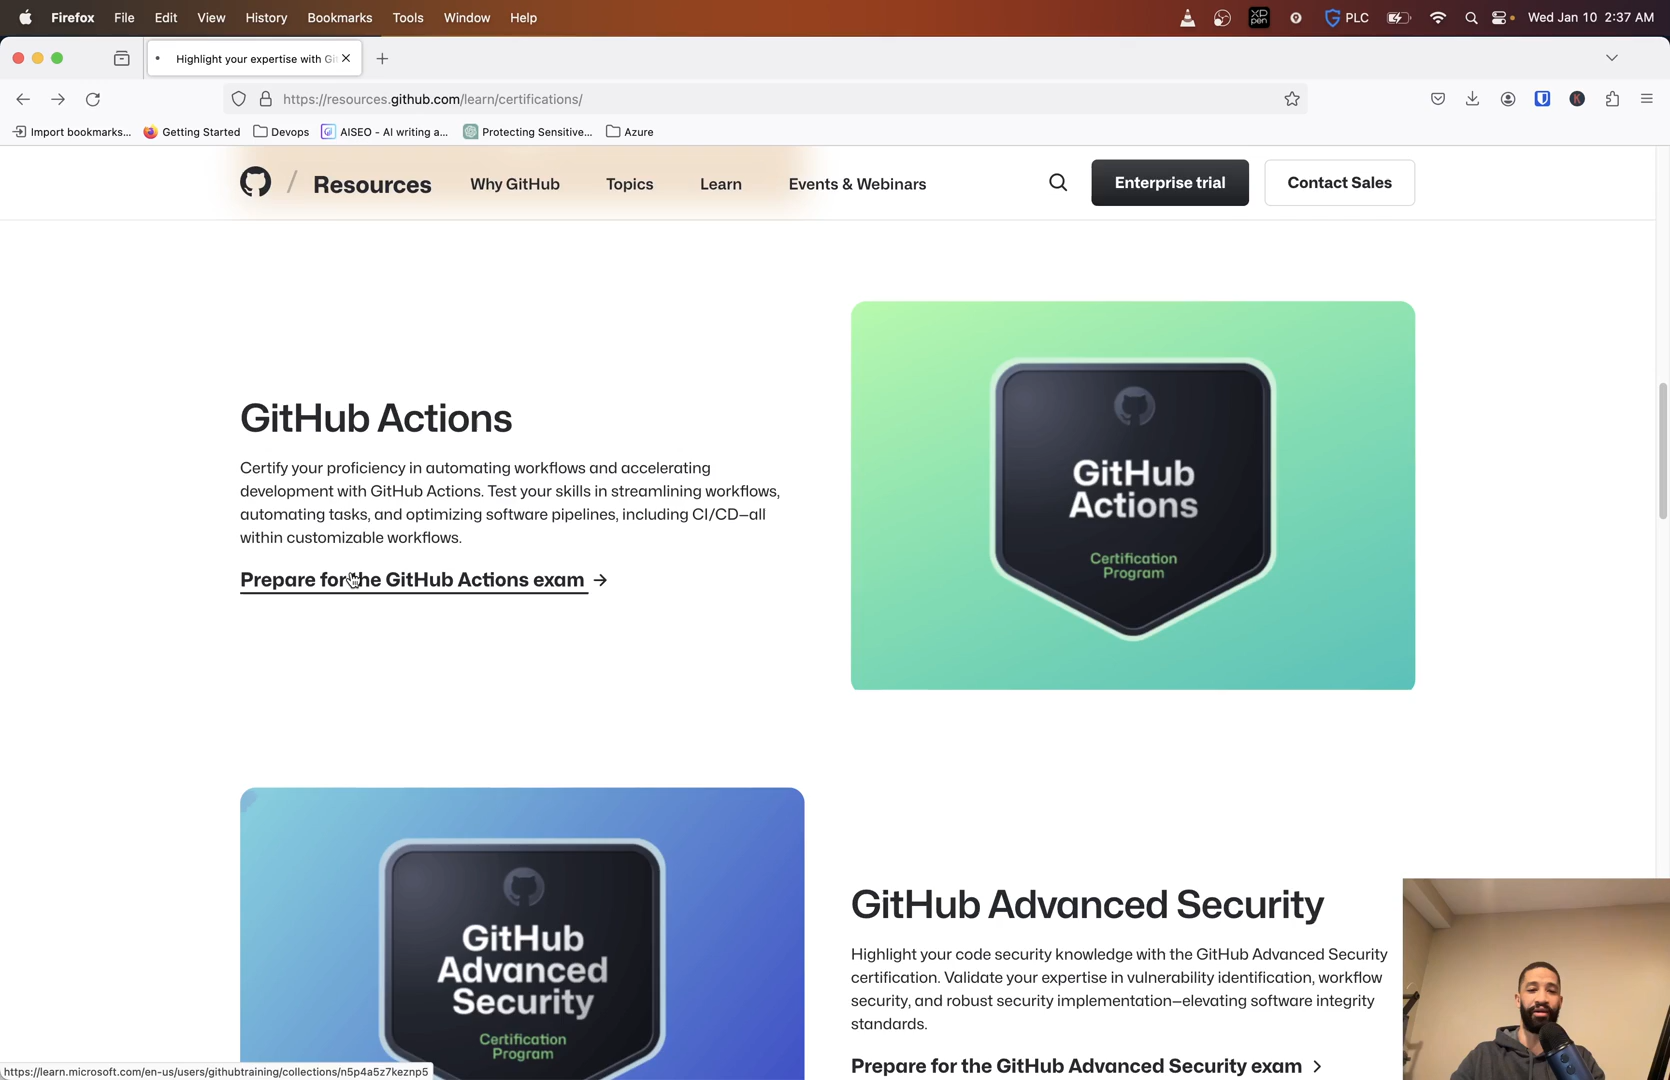 Firefox File Edit View History Bookmarks Tools Window Help
PLC Wed Jan 10 2:37 AM
Highlight your expertise with Gi
https://resources.github.com/learn/certifications/
Import bookmarks... Getting Started Devops AISEO - AI writing a... Protecting Sensitive... Azure
/ Resources Why GitHub Topics Learn Events & Webinars Enterprise trial Contact Sales
GitHub Actions
Certify your proficiency in automating workflows and accelerating
development with GitHub Actions. Test your skills in streamlining workflows,
automating tasks, and optimizing software pipelines, including CI/CD—all
within customizable workflows.
Prepare for the GitHub Actions exam →
GitHub
Actions
Certification
Program
GitHub
Advanced
Security
Certification
Program
GitHub Advanced Security
Highlight your code security knowledge with the GitHub Advanced Security
certification. Validate your expertise in vulnerability identification, workflow
security, and robust security implementation—elevating software integrity
standards.
Prepare for the GitHub Advanced Security exam >
https://learn.microsoft.com/en-us/users/githubtraining/collections/n5p4a5z7keznp5